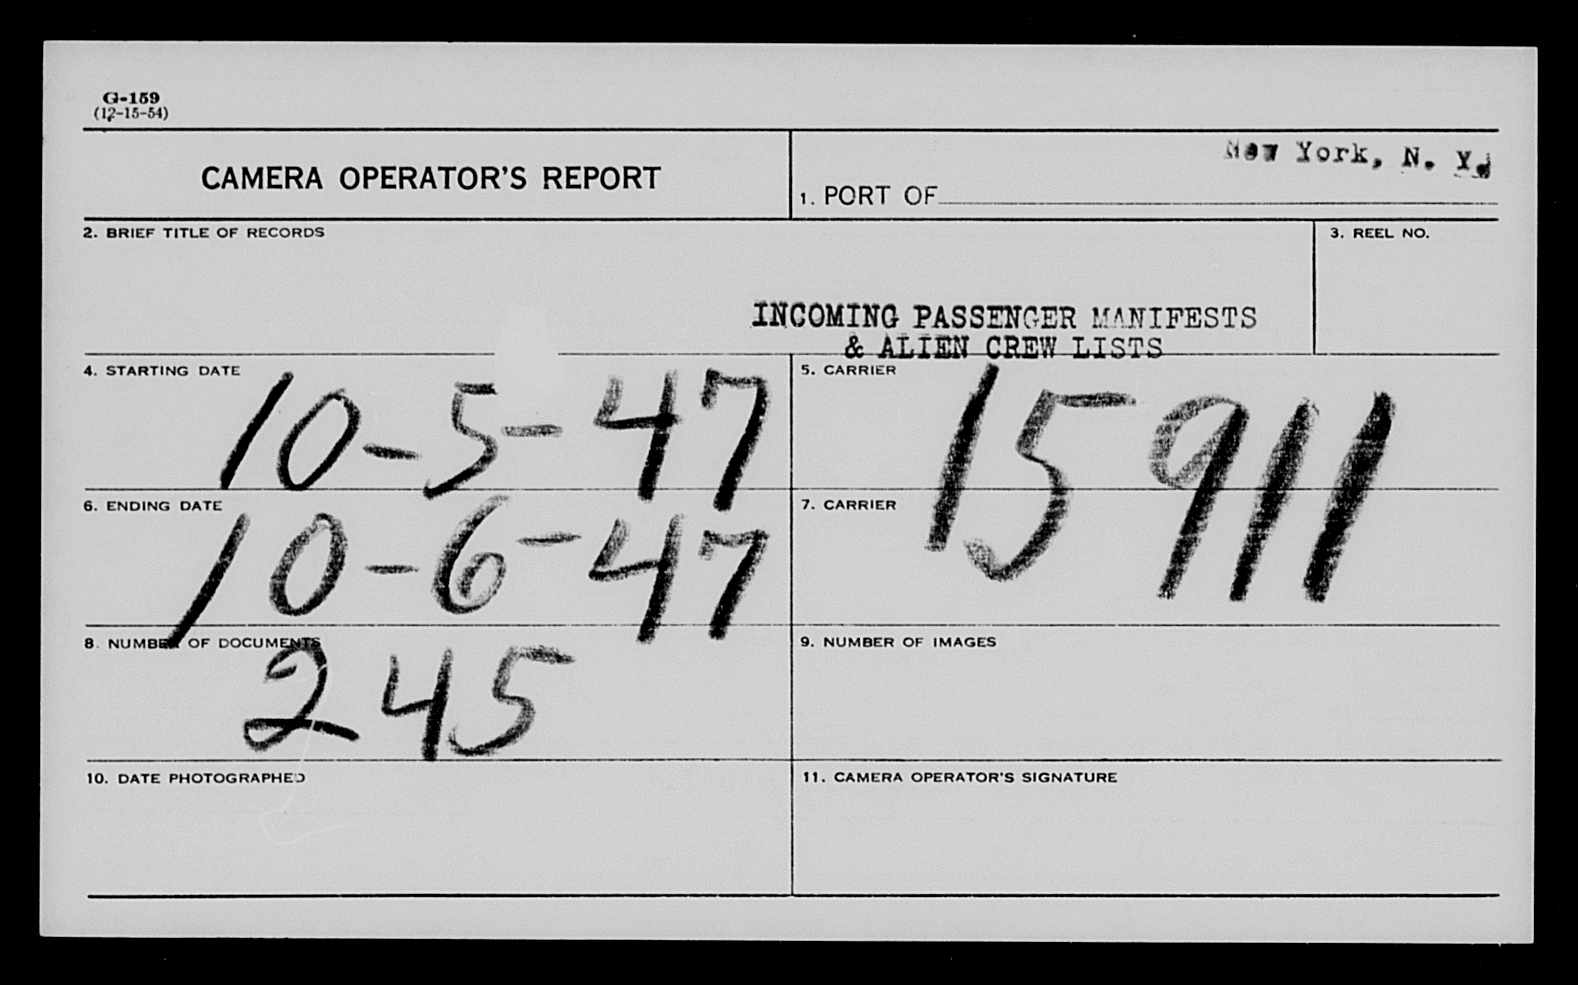 G-159
(12-15-54)
CAMERA OPERATOR'S REPORT
1. PORT OF New York, N. Y.
2. BRIEF TITLE OF RECORDS
INCOMING PASSENGER MANIFESTS
& ALIEN CREW LISTS
3. REEL NO.
4. STARTING DATE
10-5-47
5. CARRIER
15911
6. ENDING DATE
10-6-47
7. CARRIER
8. NUMBER OF DOCUMENTS
245
9. NUMBER OF IMAGES
10. DATE PHOTOGRAPHED
11. CAMERA OPERATOR'S SIGNATURE